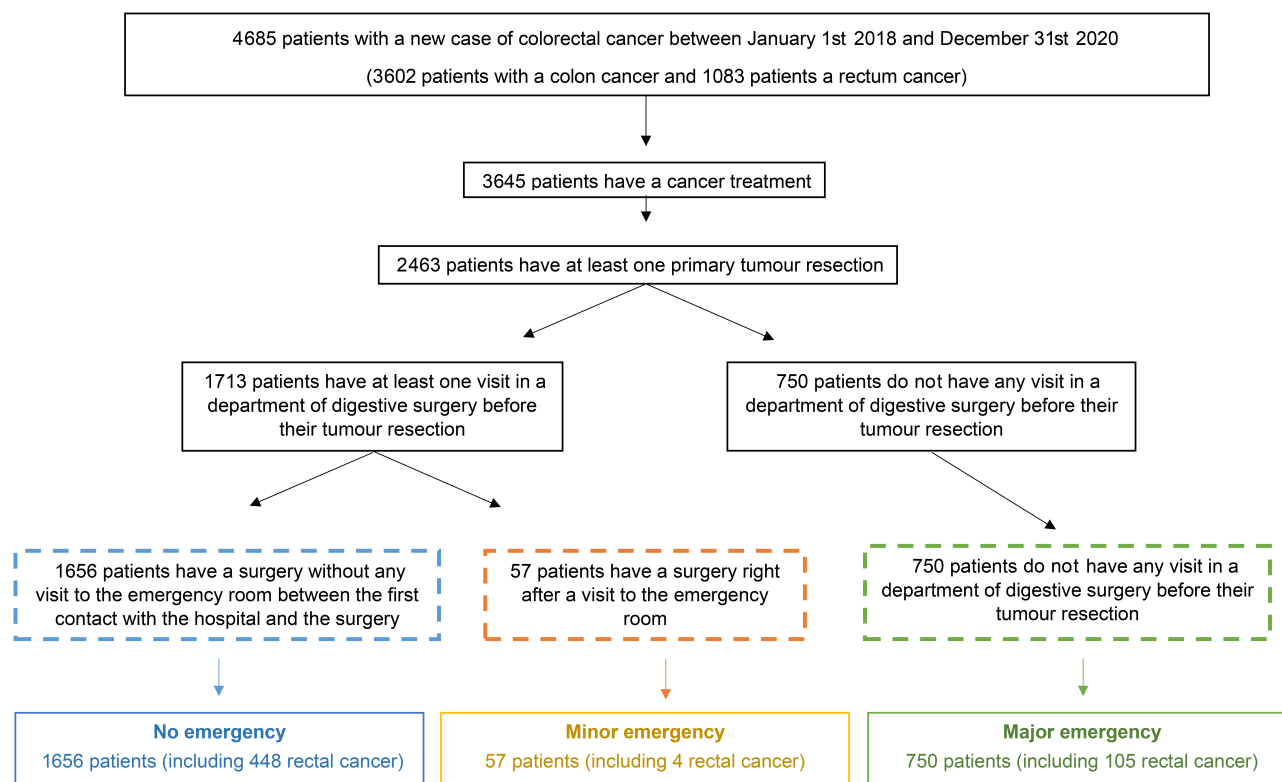 4685 patients with a new case of colorectal cancer between January 1st 2018 and December 31st 2020
(3602 patients with a colon cancer and 1083 patients a rectum cancer)
3645 patients have a cancer treatment
2463 patients have at least one primary tumour resection
1713 patients have at least one visit in a
department of digestive surgery before
their tumour resection
750 patients do not have any visit in a
department of digestive surgery before their
tumour resection
1656 patients have a surgery without any
visit to the emergency room between the first
contact with the hospital and the surgery
57 patients have a surgery right
after a visit to the emergency
room
750 patients do not have any visit in a
department of digestive surgery before their
tumour resection
No emergency
1656 patients (including 448 rectal cancer)
Minor emergency
57 patients (including 4 rectal cancer)
Major emergency
750 patients (including 105 rectal cancer)